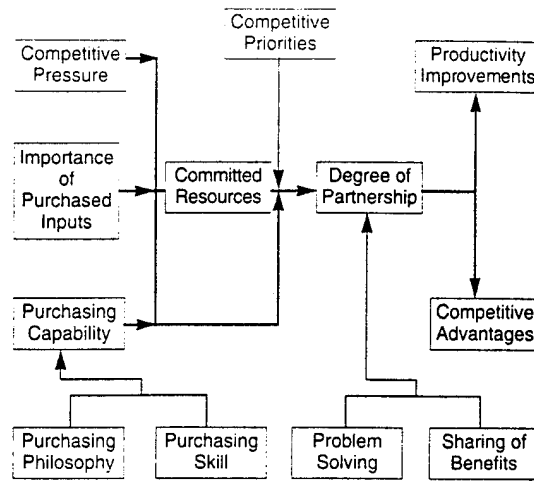 Competitive
Priorities
Competitive
Pressure
Productivity
Improvements
Importance
of
Purchased
Inputs
Committed
Resources
Degree of
Partnership
Purchasing
Capability
Competitive
Advantages
Purchasing
Philosophy
Purchasing
Skill
Problem
Solving
Sharing of
Benefits